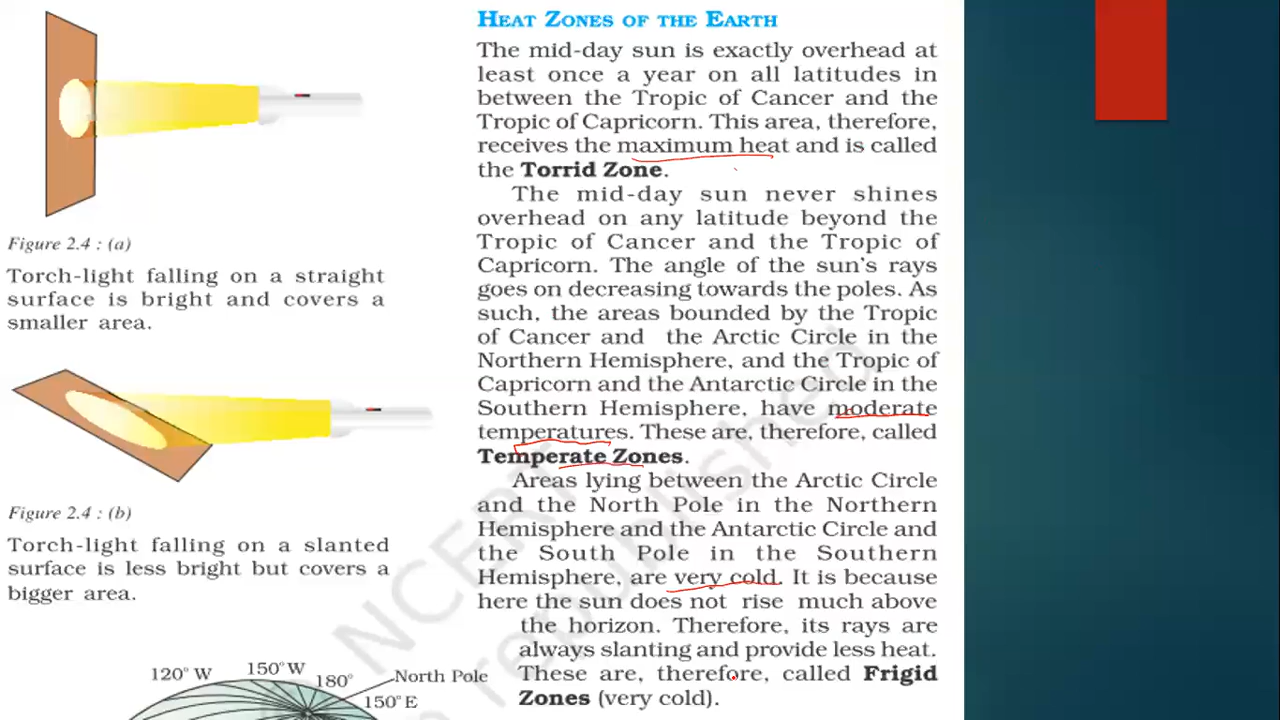 Figure 2.4 : (a)
Torch-light falling on a straight
surface is bright and covers a
smaller area.
Figure 2.4 : (b)
Torch-light falling on a slanted
surface is less bright but covers a
bigger area.
120° W
150° W
180°
150° E
North Pole
HEAT ZONES OF THE EARTH
The mid-day sun is exactly overhead at
least once a year on all latitudes in
between the Tropic of Cancer and the
Tropic of Capricorn. This area, therefore,
receives the maximum heat and is called
the Torrid Zone.
The mid-day sun never shines
overhead on any latitude beyond the
Tropic of Cancer and the Tropic of
Capricorn. The angle of the sun's rays
goes on decreasing towards the poles. As
such, the areas bounded by the Tropic
of Cancer and the Arctic Circle in the
Northern Hemisphere, and the Tropic of
Capricorn and the Antarctic Circle in the
Southern Hemisphere, have moderate
temperatures. These are, therefore, called
Temperate Zones.
Areas lying between the Arctic Circle
and the North Pole in the Northern
Hemisphere and the Antarctic Circle and
the South Pole in the Southern
Hemisphere, are very cold. It is because
here the sun does not rise much above
the horizon. Therefore, its rays are
always slanting and provide less heat.
These are, therefore, called Frigid
Zones (very cold).
NCERT
republished